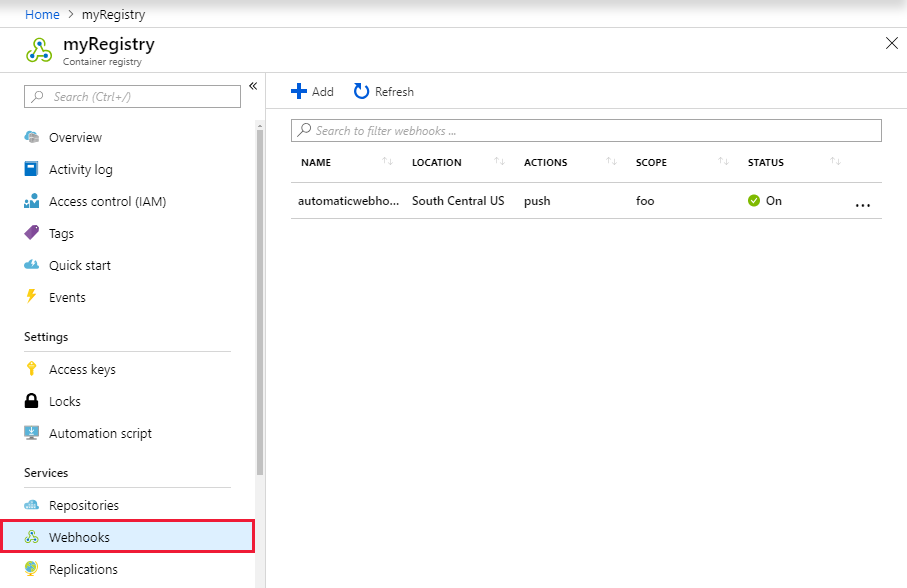 Home > myRegistry
myRegistry
Container registry
Search (Ctrl+/)
«
Overview
Activity log
Access control (IAM)
Tags
Quick start
Events
Settings
Access keys
Locks
Automation script
Services
Repositories
Webhooks
Replications
Add Refresh
Search to filter webhooks ...
NAME LOCATION ACTIONS SCOPE STATUS
automaticwebho... South Central US push foo On ...